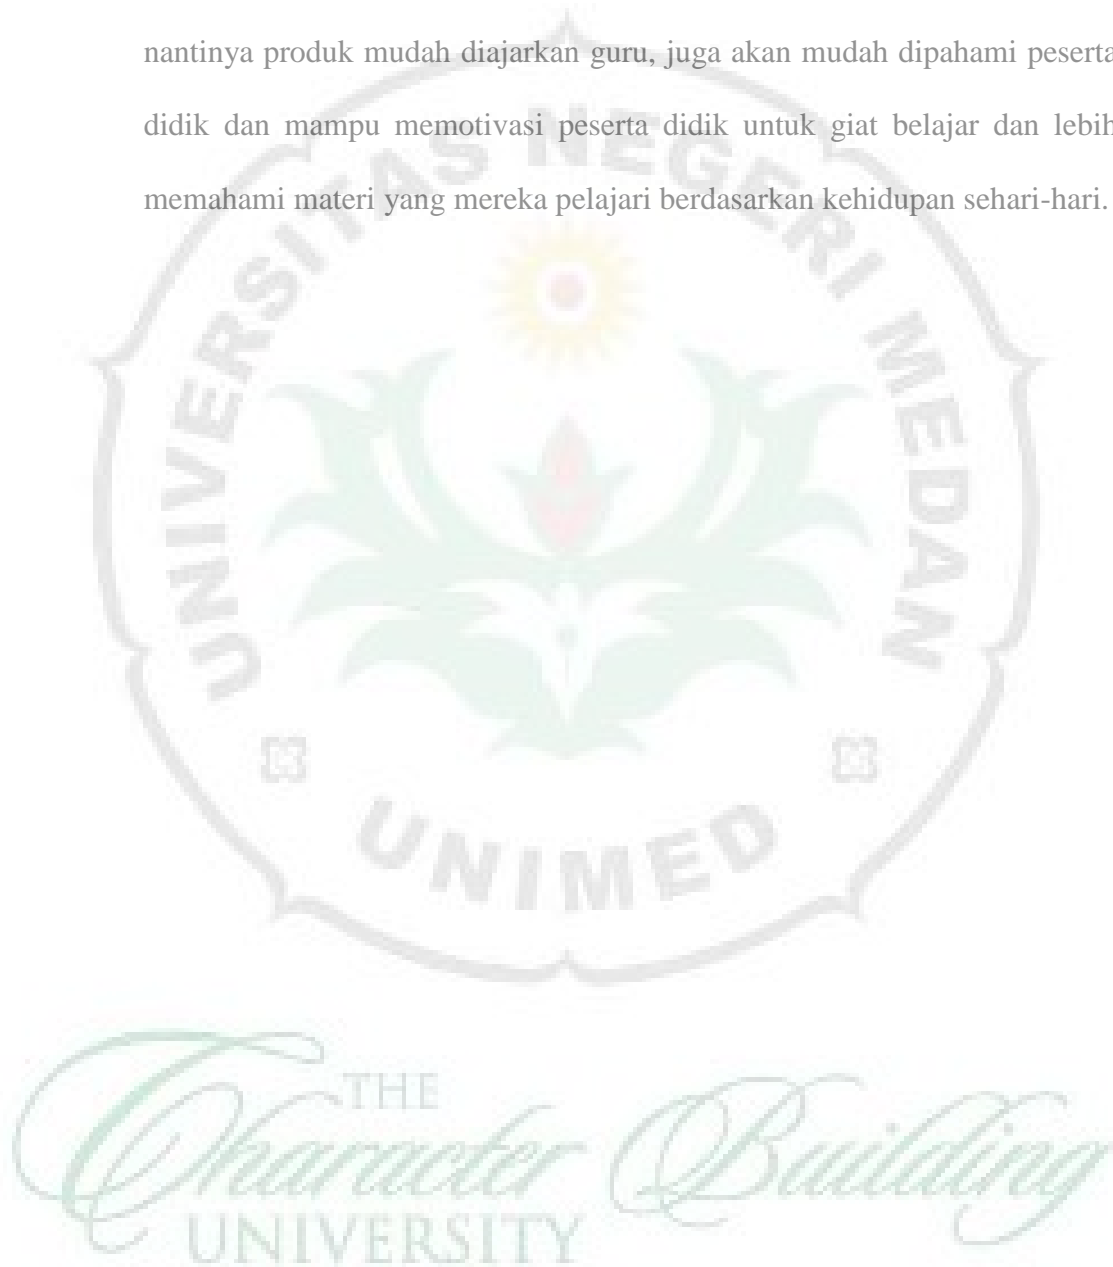 nantinya produk mudah diajarkan guru, juga akan mudah dipahami peserta
didik dan mampu memotivasi peserta didik untuk giat belajar dan lebih
memahami materi yang mereka pelajari berdasarkan kehidupan sehari-hari.
UNIVERSITAS NEGERI MEDAN
UNIMED
THE
Character Building
UNIVERSITY